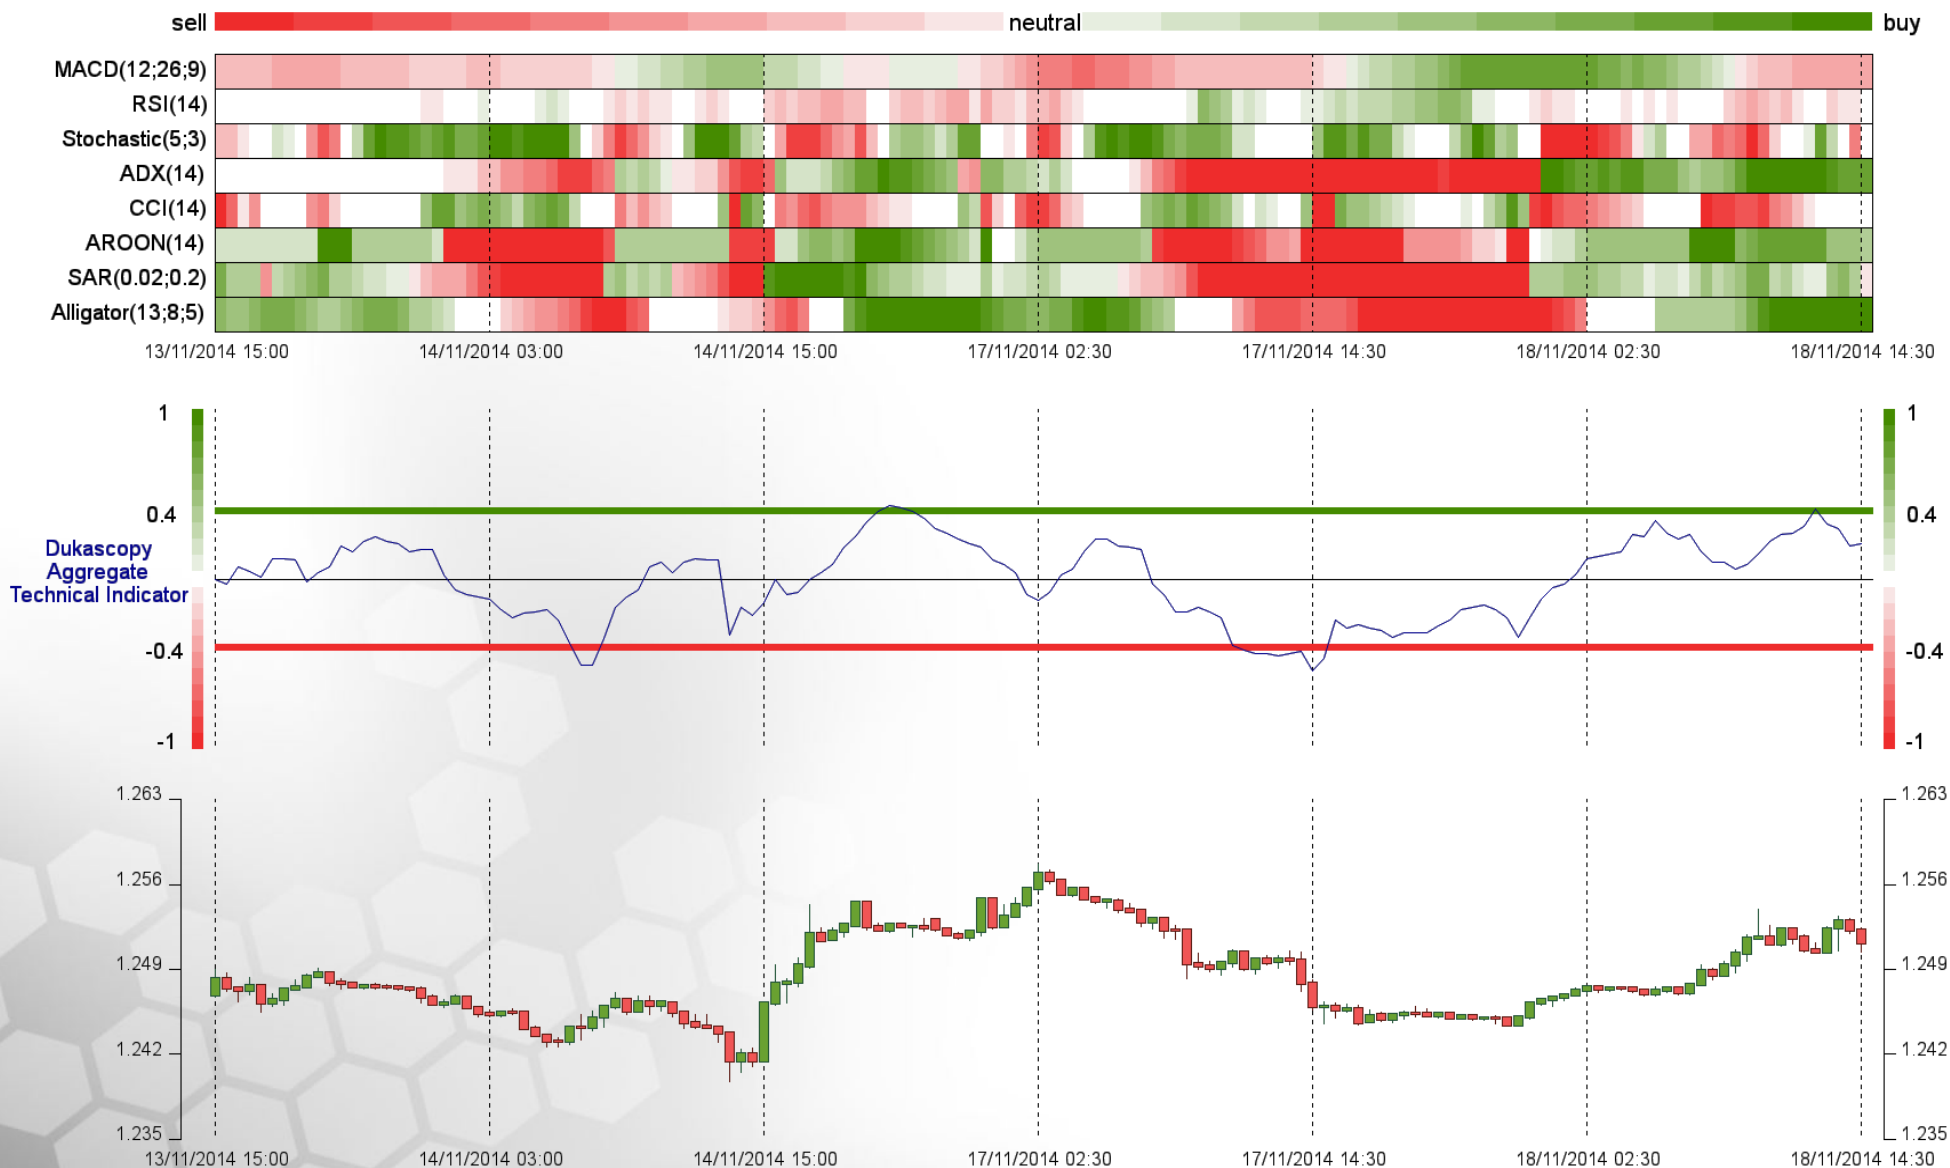 sell neutral buy
MACD(12;26;9)
RSI(14)
Stochastic(5;3)
ADX(14)
CCI(14)
AROON(14)
SAR(0.02;0.2)
Alligator(13;8;5)
13/11/2014 15:00 14/11/2014 03:00 14/11/2014 15:00 17/11/2014 02:30 17/11/2014 14:30 18/11/2014 02:30 18/11/2014 14:30
1 1
0.4 0.4
Dukascopy
Aggregate
Technical Indicator
-0.4 -0.4
-1 -1
1.263 1.263
1.256 1.256
1.249 1.249
1.242 1.242
1.235 1.235
13/11/2014 15:00 14/11/2014 03:00 14/11/2014 15:00 17/11/2014 02:30 17/11/2014 14:30 18/11/2014 02:30 18/11/2014 14:30